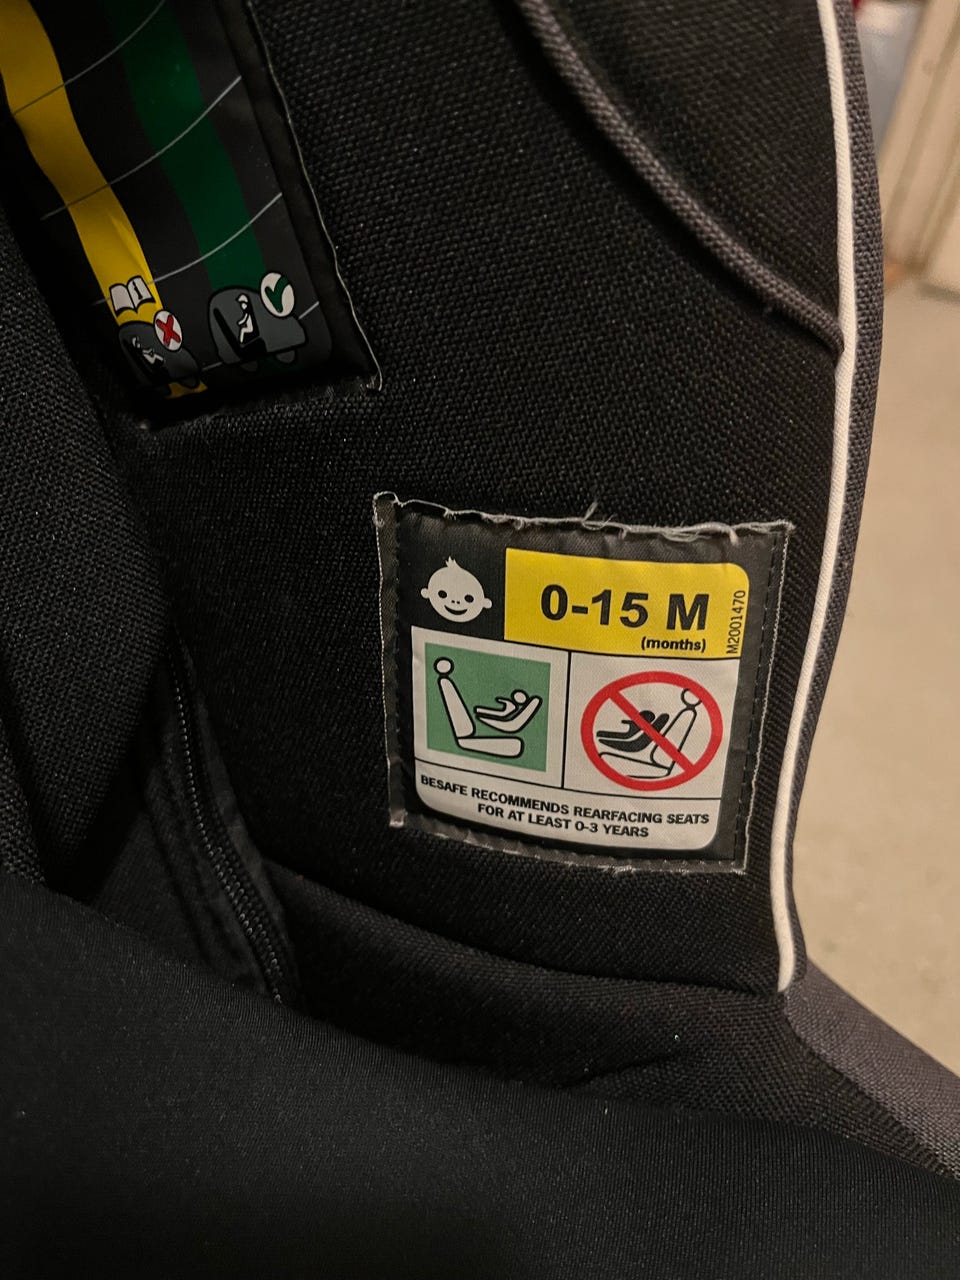 0-15 M
(months)
M2001470
BESAFE RECOMMENDS REARFACING SEATS
FOR AT LEAST 0-3 YEARS